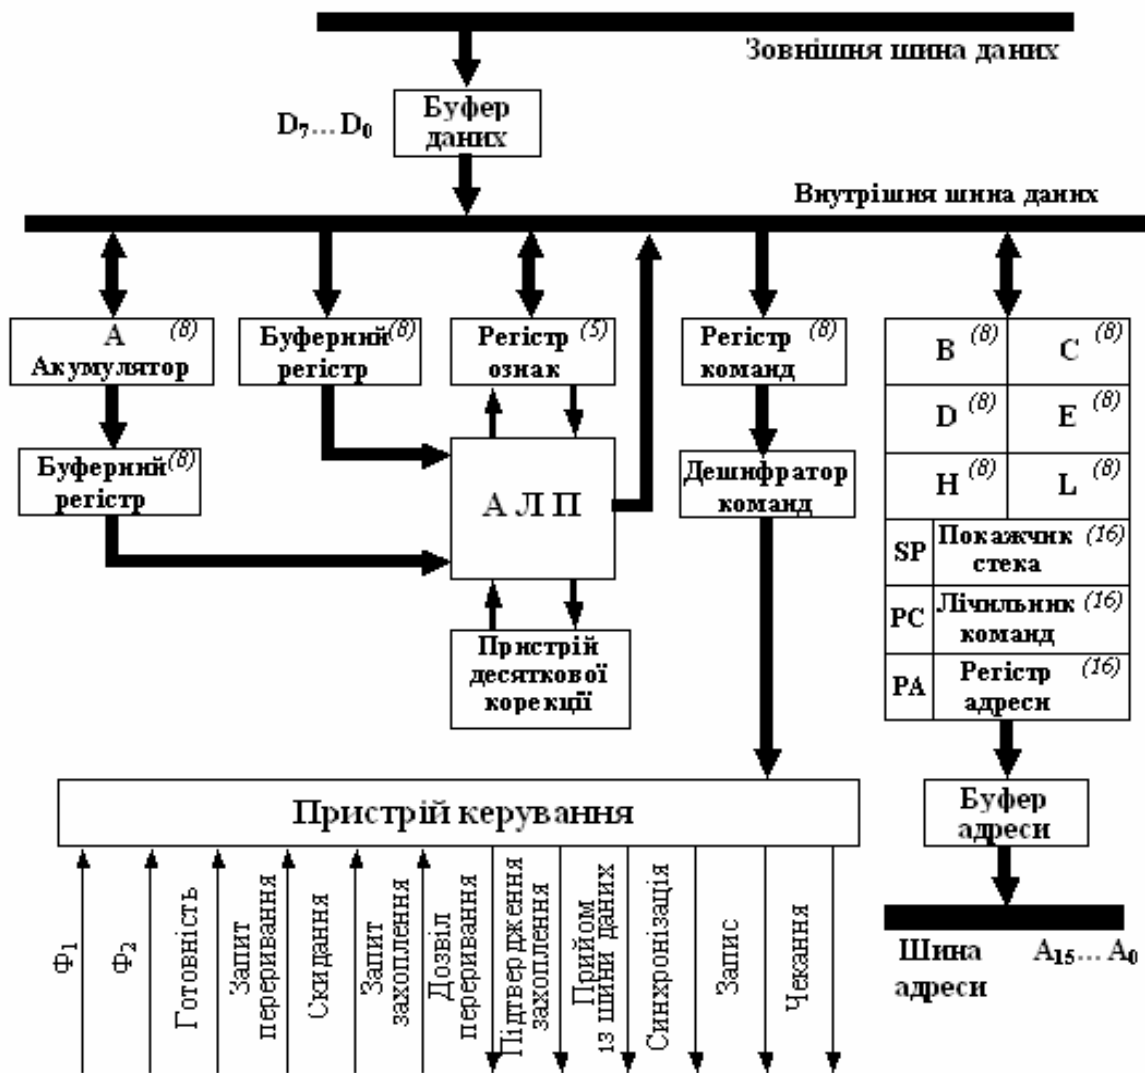 Зовнішня шина даних
D₇... D₀
Буфер
даних
Внутрішня шина даних
А (8)
Акумулятор
Буферний (8)
регістр
Регістр (5)
ознак
Регістр (8)
команд
B (8)
C (8)
D (8)
E (8)
H (8)
L (8)
Буферний (8)
регістр
А Л П
Дешифратор
команд
SP
Покажчик (16)
стека
PC
Лічильник (16)
команд
PA
Регістр (16)
адреси
Пристрій
десяткової
корекції
Пристрій керування
Буфер
адреси
Ф₁
Ф₂
Готовність
Запит
переривання
Скидання
Запит
захоплення
Дозвіл
переривання
Підтвердження
захоплення
Прийом
із шини даних
Синхронізація
Запис
Чекання
Шина
адреси
A₁₅... A₀